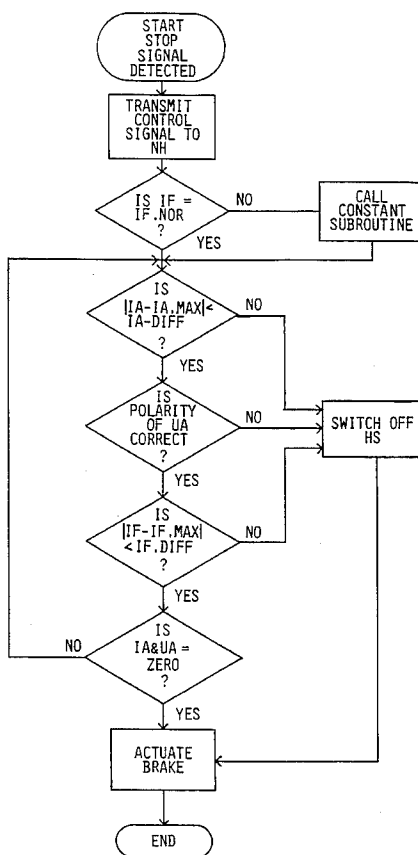 START
STOP
SIGNAL
DETECTED
TRANSMIT
CONTROL
SIGNAL TO
NH
IS IF =
IF.NOR
?
NO
CALL
CONSTANT
SUBROUTINE
YES
IS
|IA-IA.MAX|<
IA-DIFF
?
NO
YES
IS
POLARITY
OF UA
CORRECT
?
NO
SWITCH OFF
HS
YES
IS
|IF-IF.MAX|
<IF.DIFF
?
NO
YES
IS
IA&UA =
ZERO
?
NO
YES
ACTUATE
BRAKE
END